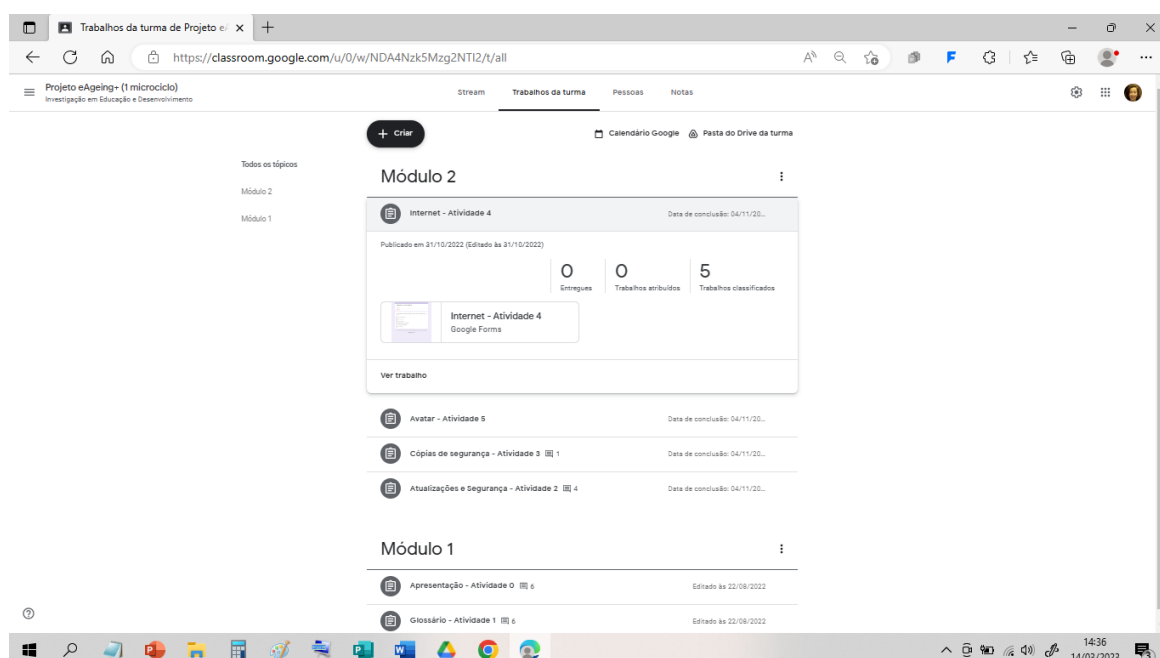 Trabalhos da turma de Projeto e
https://classroom.google.com/u/0/w/NDA4Nzk5Mzg2NTI2/t/all
Projeto eAgeing+ (1 microciclo)
Investigação em Educação e Desenvolvimento
Stream Trabalhos da turma Pessoas Notas
+ Criar
Calendário Google Pasta do Drive da turma
Todos os tópicos
Módulo 2
Módulo 1
Módulo 2
Internet - Atividade 4 Data de conclusão: 04/11/20...
Publicado em 31/10/2022 (Editado às 31/10/2022)
0 0 5
Entregues Trabalhos atribuídos Trabalhos classificados
Internet - Atividade 4
Google Forms
Ver trabalho
Avatar - Atividade 5 Data de conclusão: 04/11/20...
Cópias de segurança - Atividade 3 1 Data de conclusão: 04/11/20...
Atualizações e Segurança - Atividade 2 4 Data de conclusão: 04/11/20...
Módulo 1
Apresentação - Atividade 0 6 Editado às 22/08/2022
Glossário - Atividade 1 6 Editado às 22/08/2022
14:36
14/03/2023